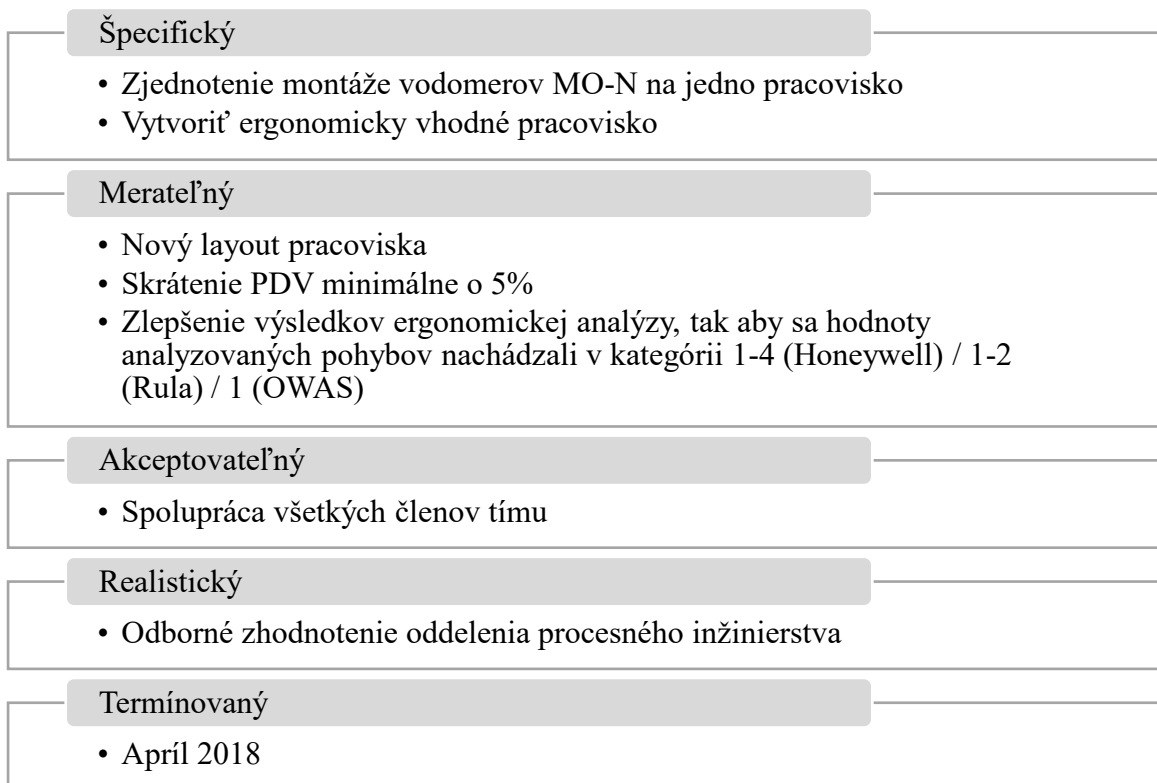 Špecifický
• Zjednotenie montáže vodomerov MO-N na jedno pracovisko
• Vytvoriť ergonomicky vhodné pracovisko
Merateľný
• Nový layout pracoviska
• Skrátenie PDV minimálne o 5%
• Zlepšenie výsledkov ergonomickej analýzy, tak aby sa hodnoty
analyzovaných pohybov nachádzali v kategórii 1-4 (Honeywell) / 1-2
(Rula) / 1 (OWAS)
Akceptovateľný
• Spolupráca všetkých členov tímu
Realistický
• Odborné zhodnotenie oddelenia procesného inžinierstva
Termínovaný
• Apríl 2018